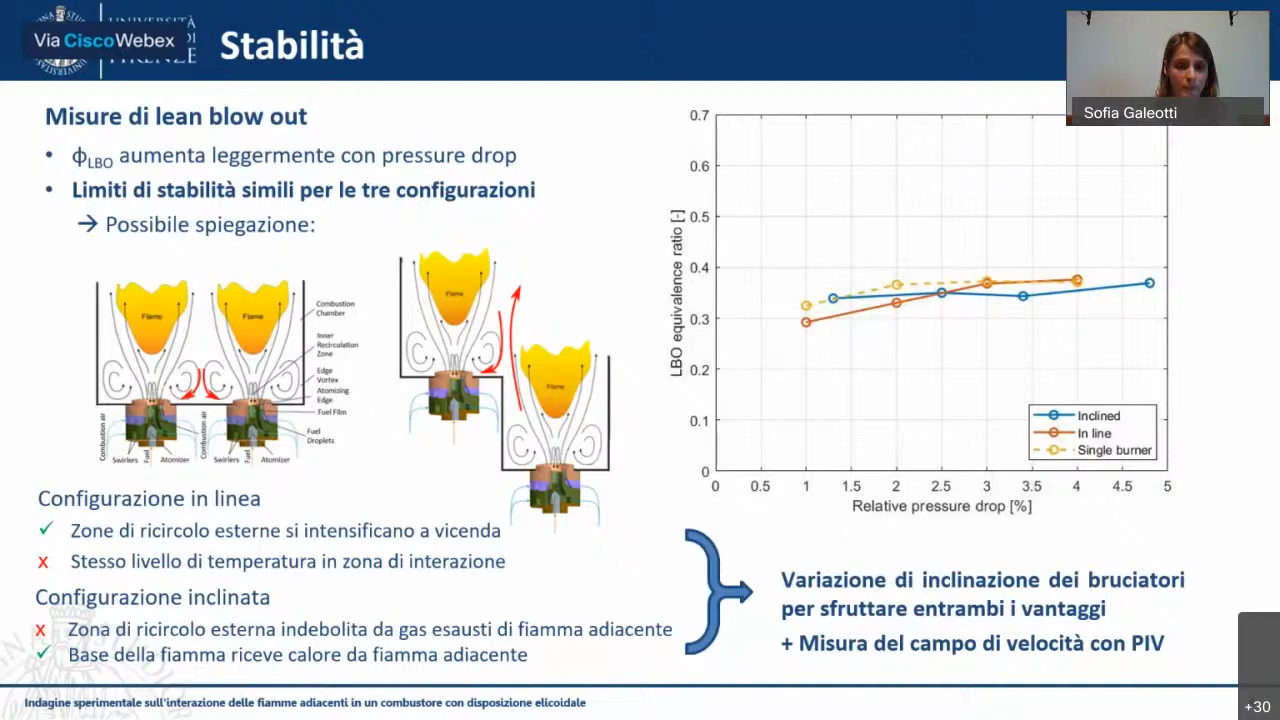 UNIVERSITÀ
DI
FIRENZE
Via CiscoWebex
Stabilità
Sofia Galeotti
Misure di lean blow out
• ϕLBO aumenta leggermente con pressure drop
• Limiti di stabilità simili per le tre configurazioni
→ Possibile spiegazione:
Flame
Flame
Combustion
Chamber
Inner
Recirculation
Zone
Edge
Vortex
Atomizing
Edge
Fuel Film
Fuel
Droplets
Combustion air
Swirlers
Fuel
Atomizer
Combustion air
Swirlers
Fuel
Atomizer
Flame
Flame
LBO equivalence ratio [-]
0.7
0.6
0.5
0.4
0.3
0.2
0.1
0
0 0.5 1 1.5 2 2.5 3 3.5 4 4.5 5
Relative pressure drop [%]
Inclined
In line
Single burner
Configurazione in linea
✓ Zone di ricircolo esterne si intensificano a vicenda
x Stesso livello di temperatura in zona di interazione
Configurazione inclinata
x Zona di ricircolo esterna indebolita da gas esausti di fiamma adiacente
✓ Base della fiamma riceve calore da fiamma adiacente
Variazione di inclinazione dei bruciatori
per sfruttare entrambi i vantaggi
+ Misura del campo di velocità con PIV
Indagine sperimentale sull'interazione delle fiamme adiacenti in un combustore con disposizione elicoidale
+30